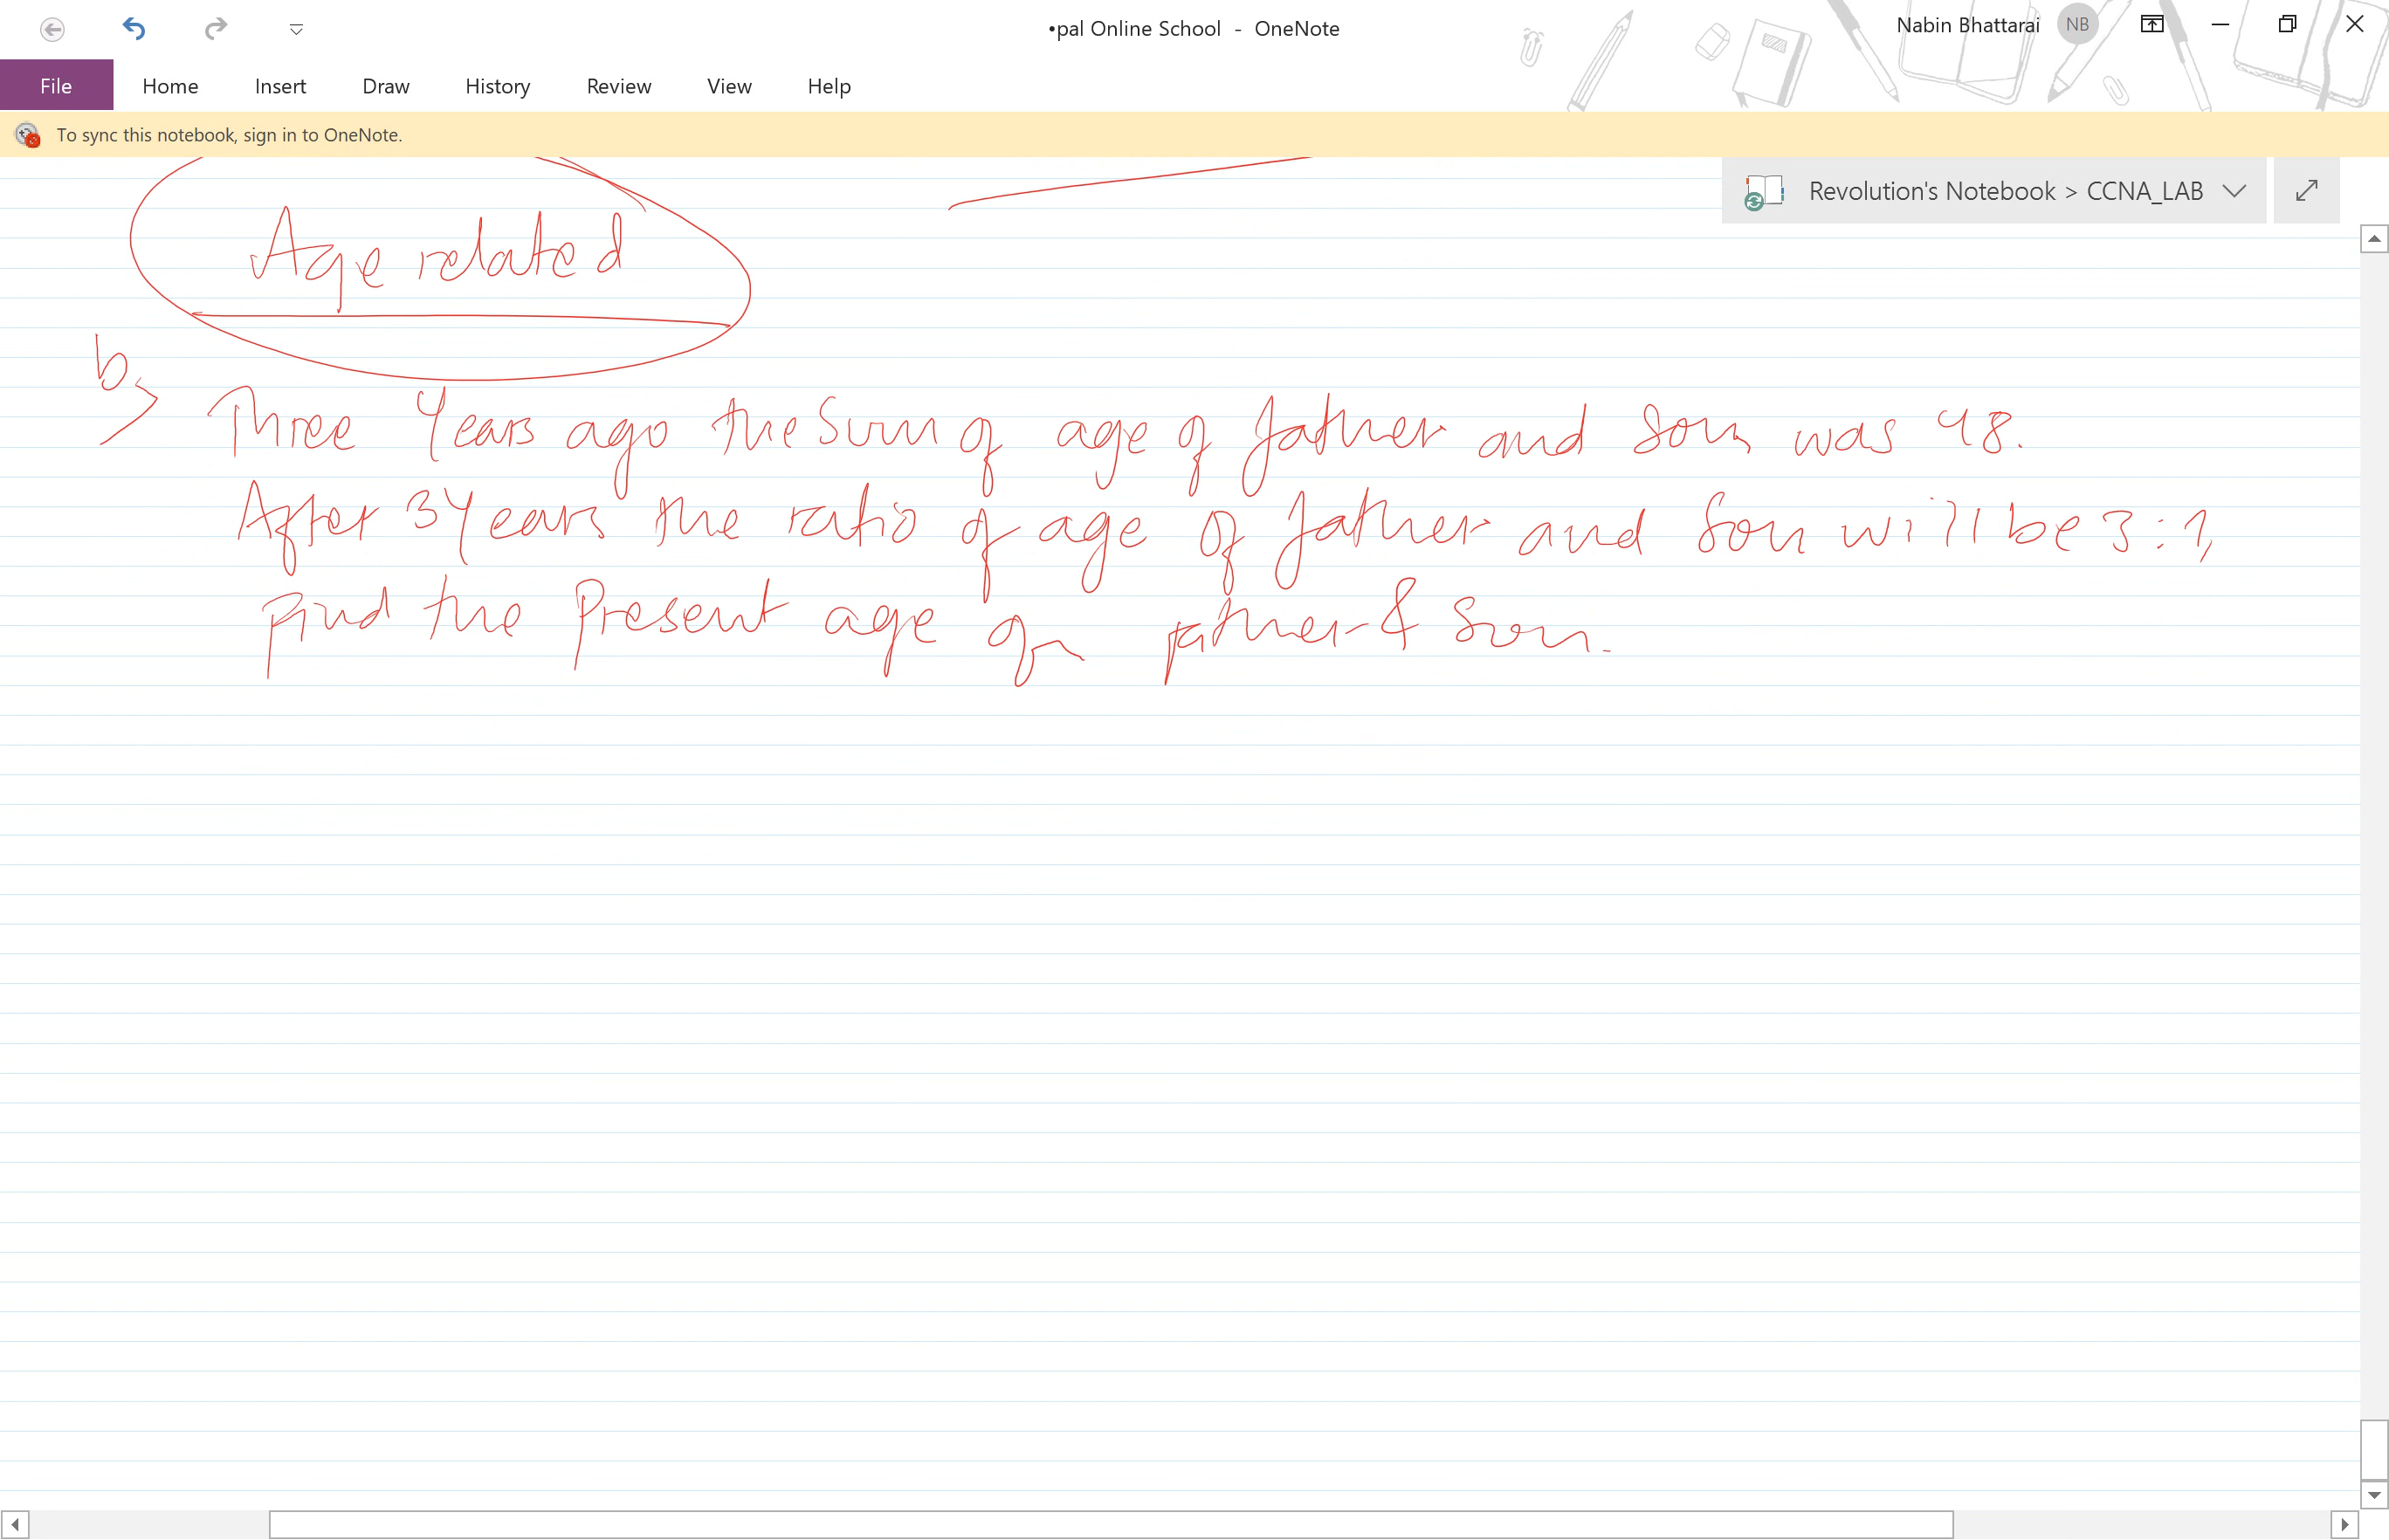 •pal Online School - OneNote
Nabin Bhattarai NB
File Home Insert Draw History Review View Help
To sync this notebook, sign in to OneNote.
Revolution's Notebook > CCNA_LAB
Age related
b>
Three Years ago the Sum of age of father and Son was 48.
After 3 Years the ratio of age of father and Son will be 3:1,
Find the Present age of father & Son.